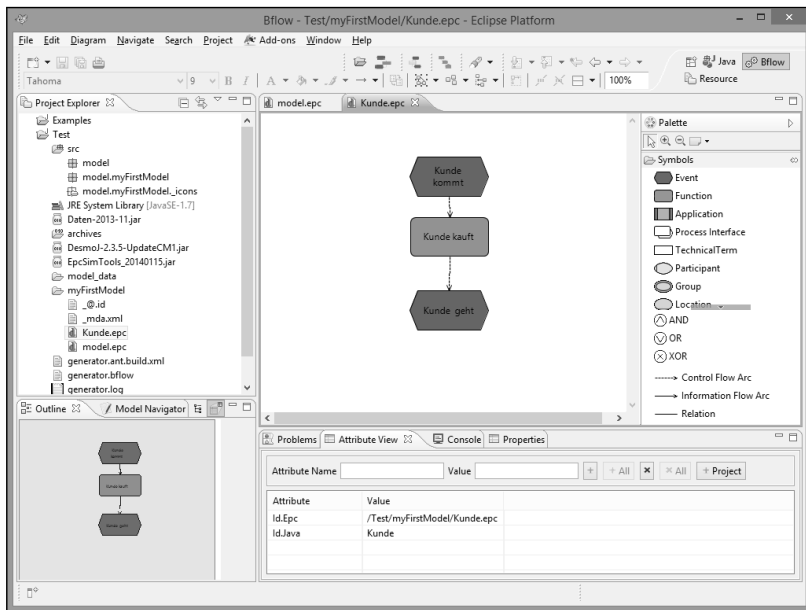 Bflow - Test/myFirstModel/Kunde.epc - Eclipse Platform
File Edit Diagram Navigate Search Project Add-ons Window Help
Java Bflow
Tahoma 9 B I A 100% Resource
Project Explorer
Examples
Test
src
model
model.myFirstModel
model.myFirstModel._icons
JRE System Library [JavaSE-1.7]
Daten-2013-11.jar
archives
DesmoJ-2.3.5-UpdateCM1.jar
EpcSimTools_20140115.jar
model_data
myFirstModel
_@.id
_mda.xml
Kunde.epc
model.epc
generator.ant.build.xml
generator.bflow
generator.log
model.epc Kunde.epc
Kunde
kommt
Kunde kauft
Kunde geht
Palette
Symbols
Event
Function
Application
Process Interface
TechnicalTerm
Participant
Group
Location
AND
OR
XOR
Control Flow Arc
Information Flow Arc
Relation
Outline Model Navigator
Kunde
kommt
Kunde kauft
Kunde geht
Problems Attribute View Console Properties
Attribute Name Value + + All × × All + Project
Attribute Value
Id.Epc /Test/myFirstModel/Kunde.epc
Id.Java Kunde